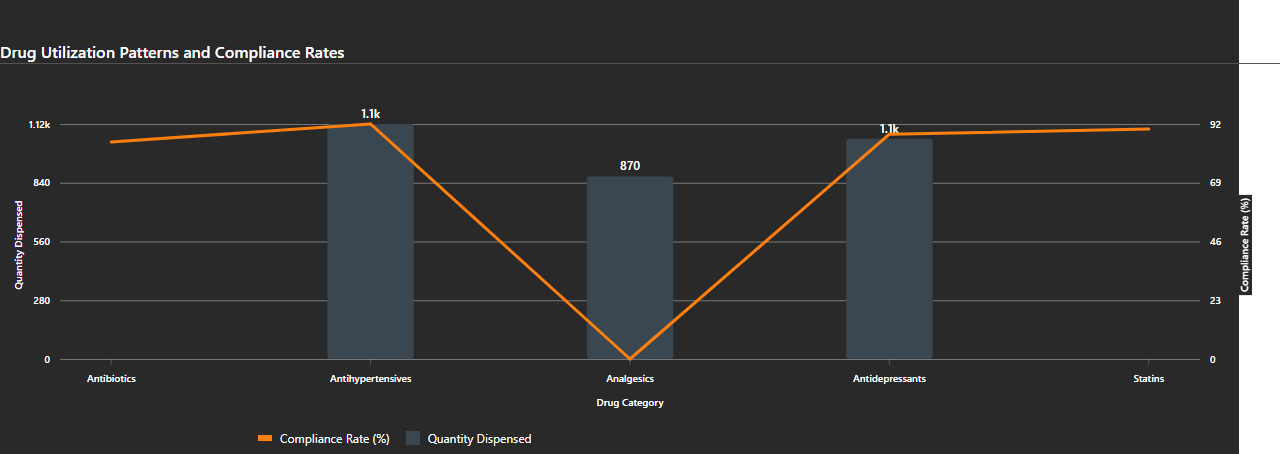 Drug Utilization Patterns and Compliance Rates
1.1k
1.1k
870
1.12k
840
560
280
0
92
69
46
23
0
Quantity Dispensed
Compliance Rate (%)
Antibiotics
Antihypertensives
Analgesics
Antidepressants
Statins
Drug Category
Compliance Rate (%)
Quantity Dispensed